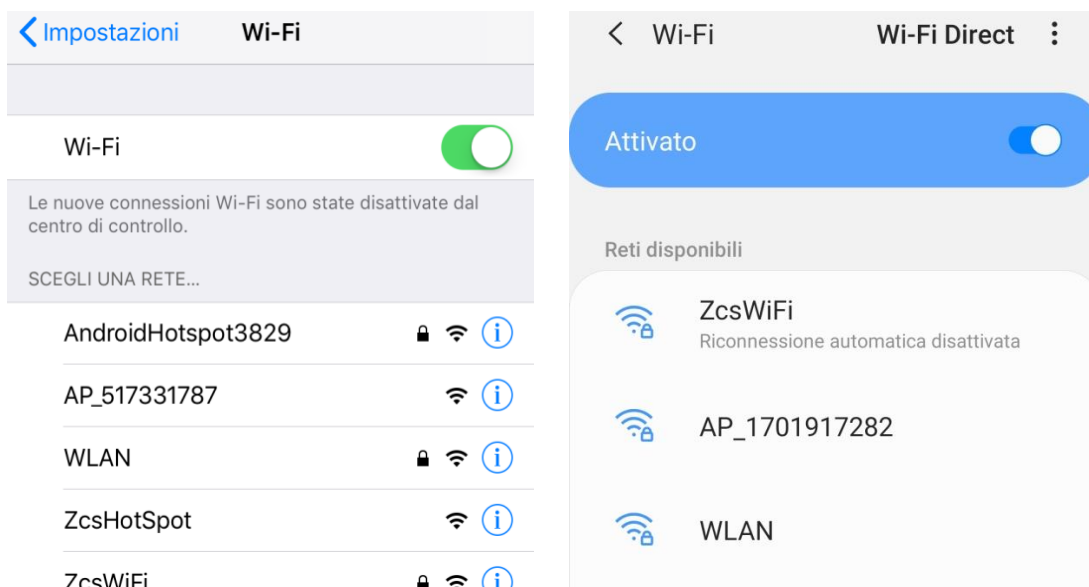 Impostazioni
Wi-Fi
Wi-Fi
Le nuove connessioni Wi-Fi sono state disattivate dal
centro di controllo.
SCEGLI UNA RETE...
AndroidHotspot3829
AP_517331787
WLAN
ZcsHotSpot
ZcsWiFi
Wi-Fi
Wi-Fi Direct
Attivato
Reti disponibili
ZcsWiFi
Riconnessione automatica disattivata
AP_1701917282
WLAN